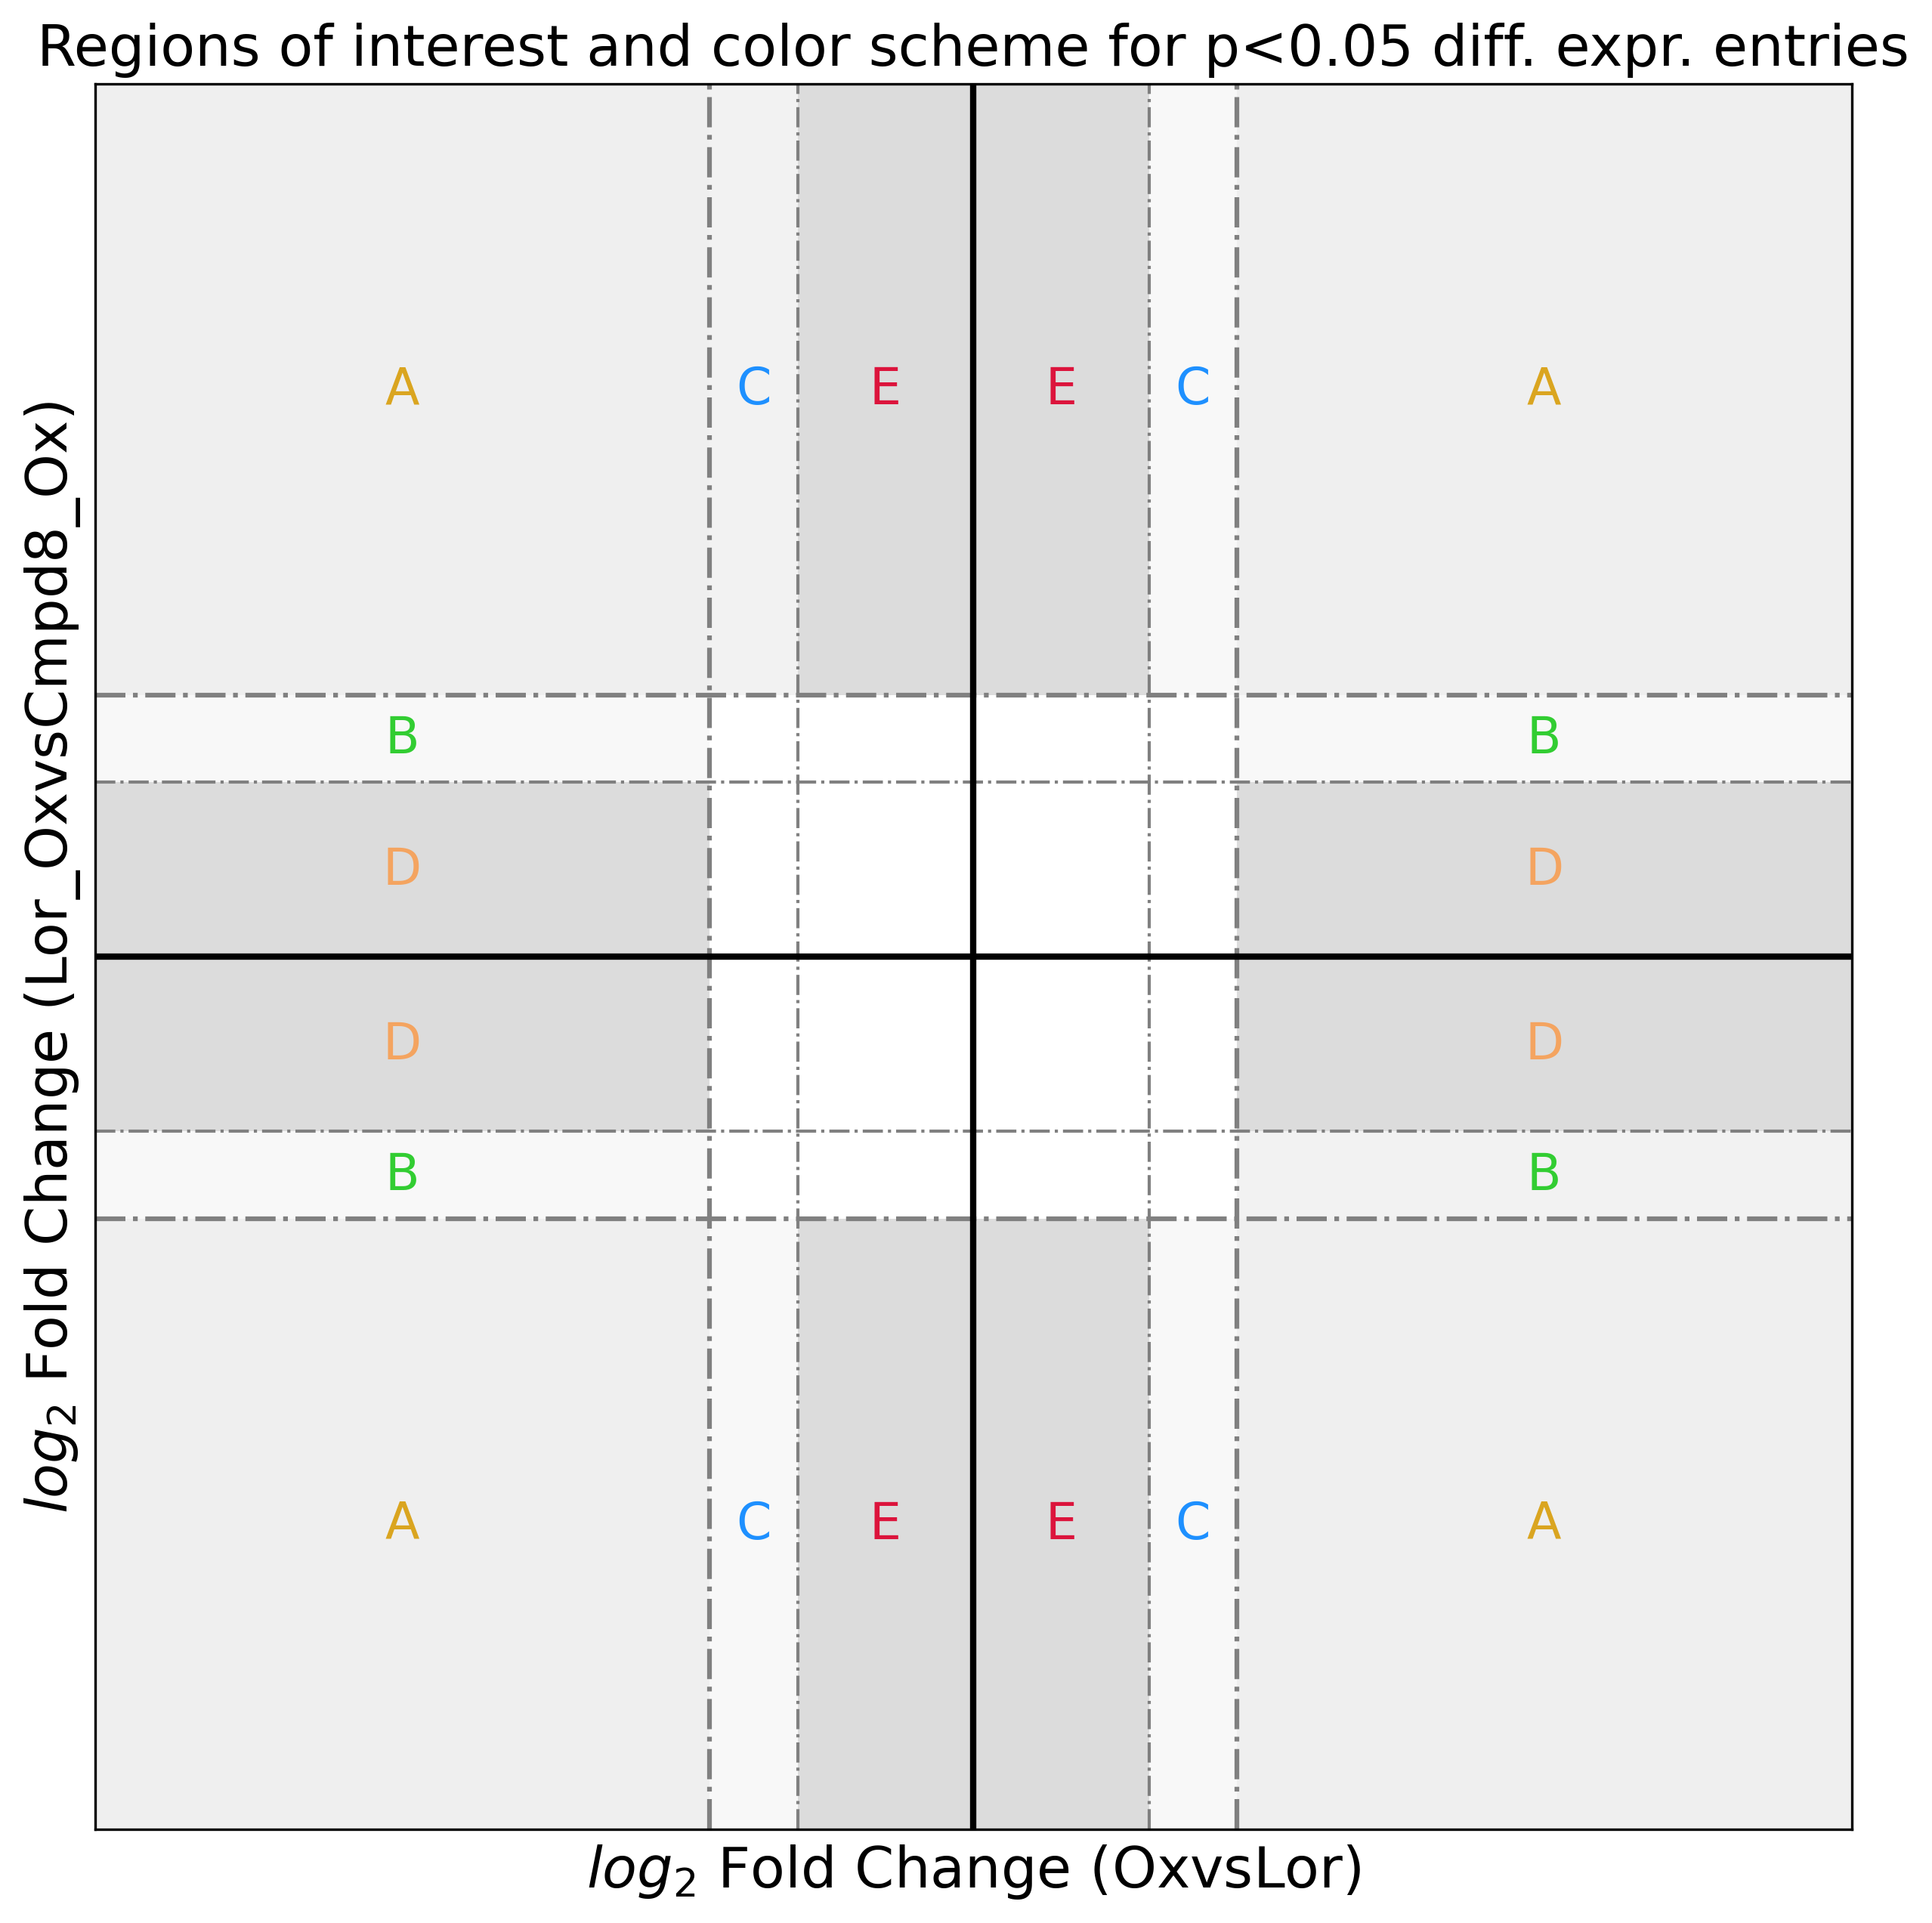 Regions of interest and color scheme for p<0.05 diff. expr. entries
log₂ Fold Change (Lor_OxvsCmpd8_Ox)
A C E E C A
B B
D D
D D
B B
A C E E C A
log₂ Fold Change (OxvsLor)